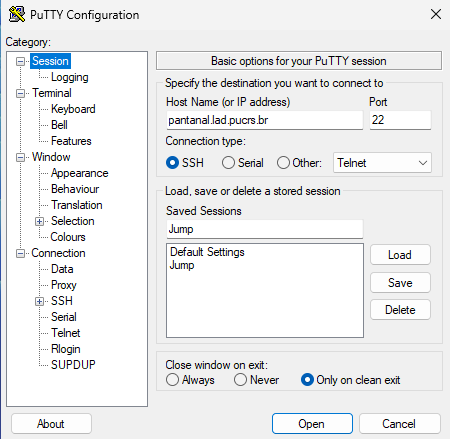 PuTTY Configuration
Category:
Session
Logging
Terminal
Keyboard
Bell
Features
Window
Appearance
Behaviour
Translation
Selection
Colours
Connection
Data
Proxy
SSH
Serial
Telnet
Rlogin
SUPDUP
Basic options for your PuTTY session
Specify the destination you want to connect to
Host Name (or IP address) Port
pantanal.lad.pucrs.br 22
Connection type:
SSH Serial Other: Telnet
Load, save or delete a stored session
Saved Sessions
Jump
Default Settings
Jump
Load
Save
Delete
Close window on exit:
Always Never Only on clean exit
About Open Cancel